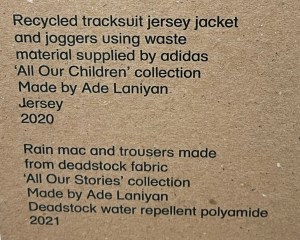 Recycled tracksuit jersey jacket
and joggers using waste
material supplied by adidas
'All Our Children' collection
Made by Ade Laniyan
Jersey
2020
Rain mac and trousers made
from deadstock fabric
'All Our Stories' collection
Made by Ade Laniyan
Deadstock water repellent polyamide
2021